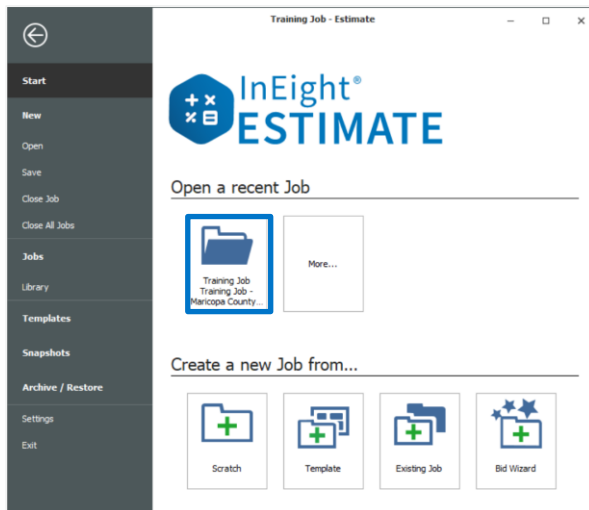 Training Job - Estimate
Start
New
Open
Save
Close Job
Close All Jobs
Jobs
Library
Templates
Snapshots
Archive / Restore
Settings
Exit
InEight®
ESTIMATE
Open a recent Job
Training Job
Training Job -
Maricopa County...
More...
Create a new Job from...
Scratch
Template
Existing Job
Bid Wizard